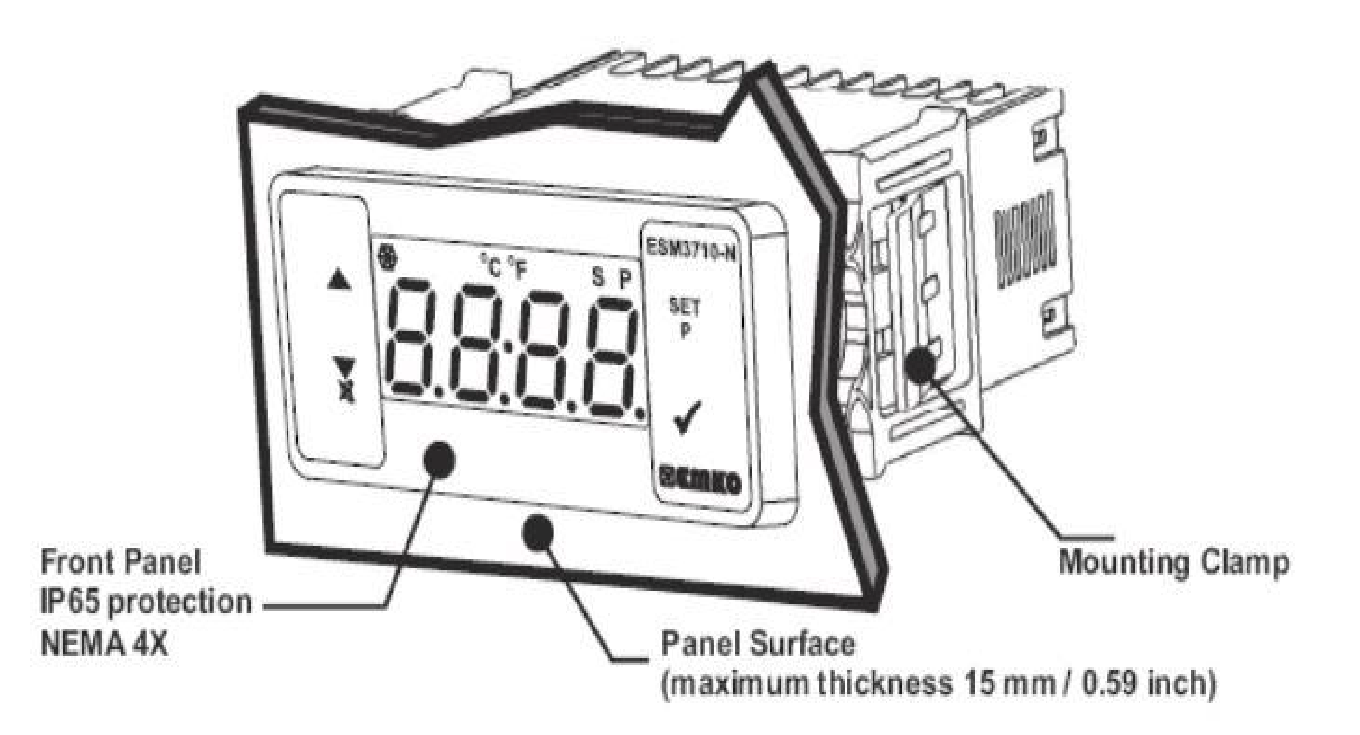 ESM3710-N
°C °F
S P
8.8:8.8.
SET
P
EMKO
Front Panel
IP65 protection
NEMA 4X
Mounting Clamp
Panel Surface
(maximum thickness 15 mm / 0.59 inch)